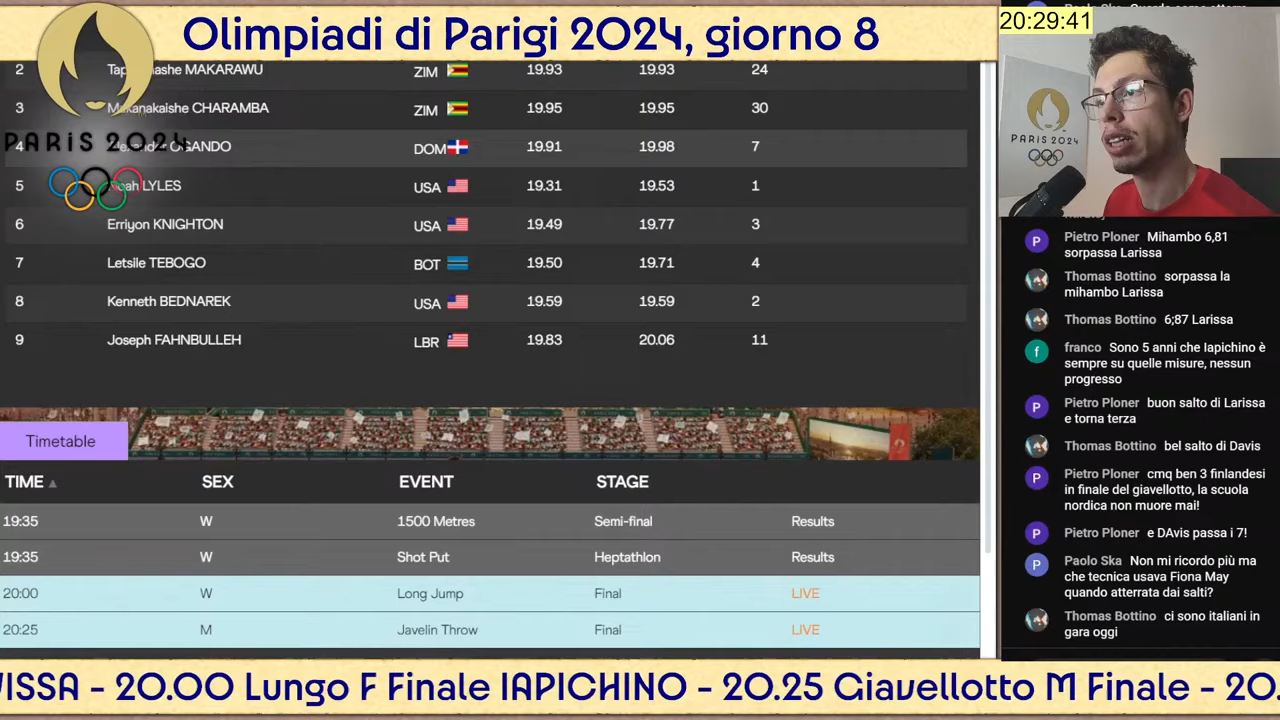 Olimpiadi di Parigi 2024, giorno 8
20:29:41
PARIS 2024
PARIS 2024
2 MAKARAWU ZIM 19.93 19.93 24
3 Makanakaishe CHARAMBA ZIM 19.95 19.95 30
4 OGANDO DOM 19.91 19.98 7
5 Noah LYLES USA 19.31 19.53 1
6 Erriyon KNIGHTON USA 19.49 19.77 3
7 Letsile TEBOGO BOT 19.50 19.71 4
8 Kenneth BEDNAREK USA 19.59 19.59 2
9 Joseph FAHNBULLEH LBR 19.83 20.06 11
Timetable
TIME SEX EVENT STAGE
19:35 W 1500 Metres Semi-final Results
19:35 W Shot Put Heptathlon Results
20:00 W Long Jump Final LIVE
20:25 M Javelin Throw Final LIVE
P Pietro Ploner Mihambo 6,81
sorpassa Larissa
Thomas Bottino sorpassa la
mihambo Larissa
Thomas Bottino 6;87 Larissa
f franco Sono 5 anni che Iapichino è
sempre su quelle misure, nessun
progresso
P Pietro Ploner buon salto di Larissa
e torna terza
Thomas Bottino bel salto di Davis
P Pietro Ploner cmq ben 3 finlandesi
in finale del giavellotto, la scuola
nordica non muore mai!
P Pietro Ploner e DAvis passa i 7!
P Paolo Ska Non mi ricordo più ma
che tecnica usava Fiona May
quando atterrata dai salti?
Thomas Bottino ci sono italiani in
gara oggi
VISSA - 20.00 Lungo F Finale IAPICHINO - 20.25 Giavellotto M Finale - 20.